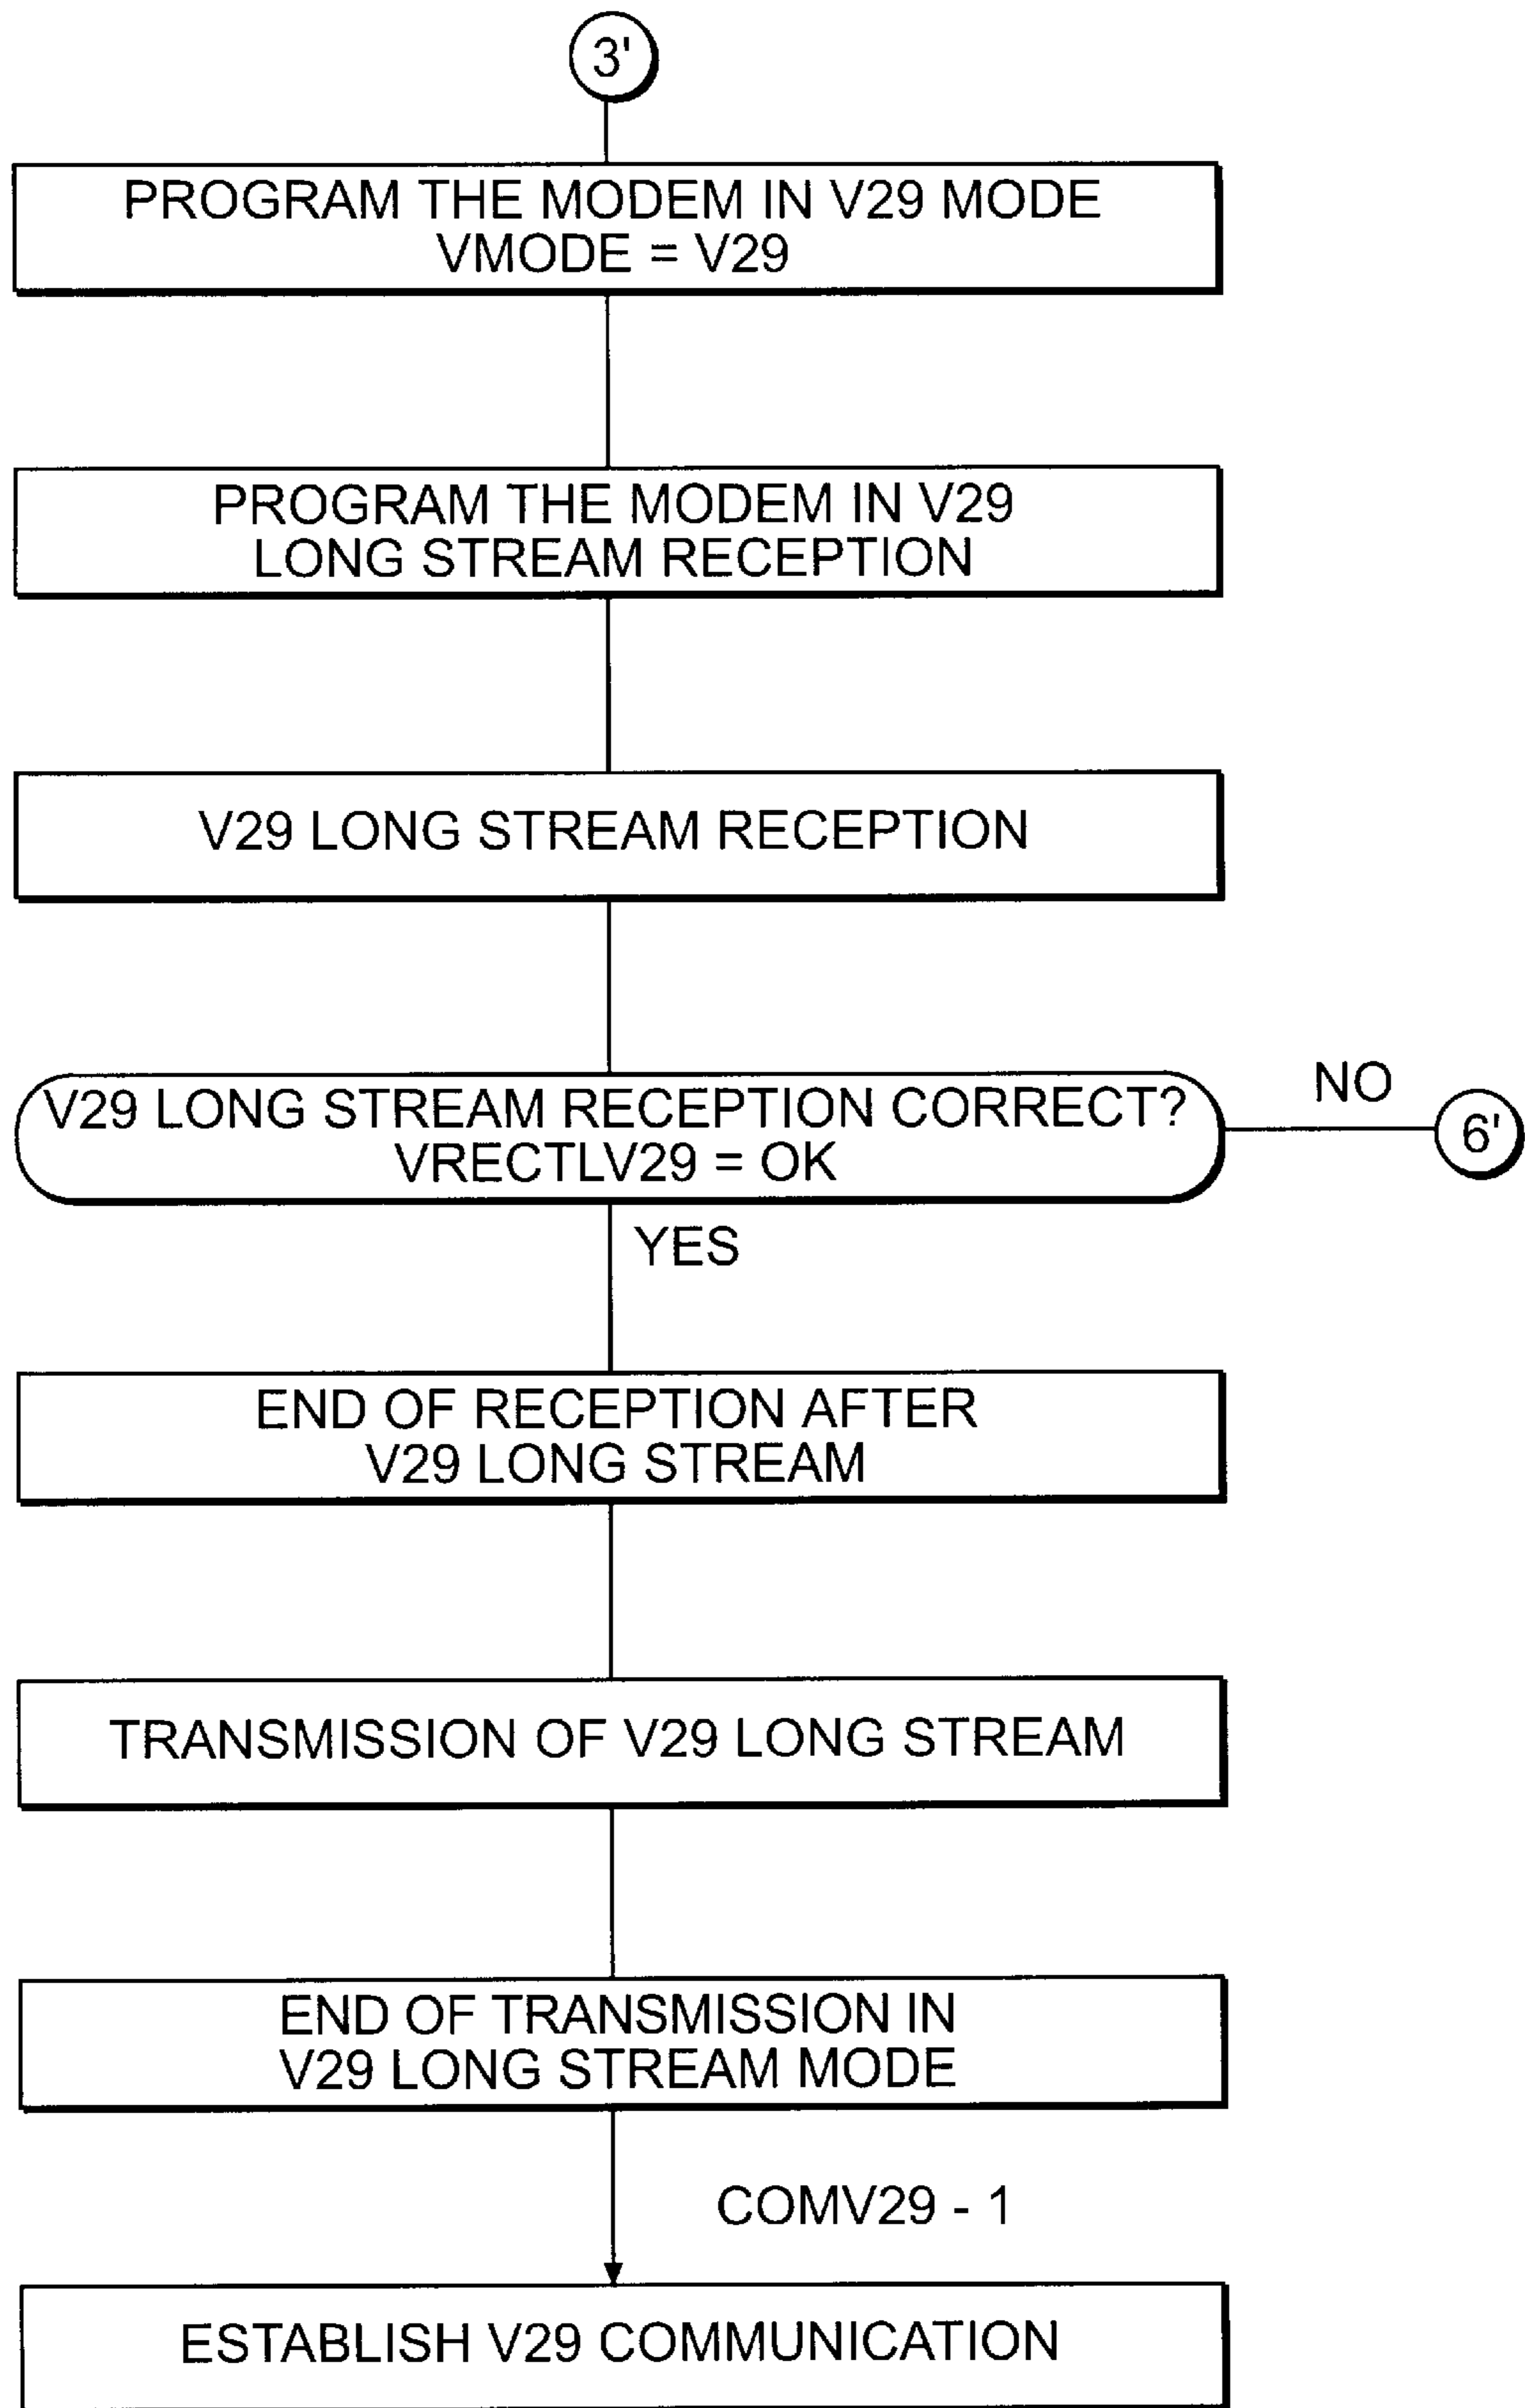 3'
PROGRAM THE MODEM IN V29 MODE
VMODE = V29
PROGRAM THE MODEM IN V29
LONG STREAM RECEPTION
V29 LONG STREAM RECEPTION
V29 LONG STREAM RECEPTION CORRECT?
VRECTLV29 = OK
NO
6'
YES
END OF RECEPTION AFTER
V29 LONG STREAM
TRANSMISSION OF V29 LONG STREAM
END OF TRANSMISSION IN
V29 LONG STREAM MODE
COMV29 - 1
ESTABLISH V29 COMMUNICATION